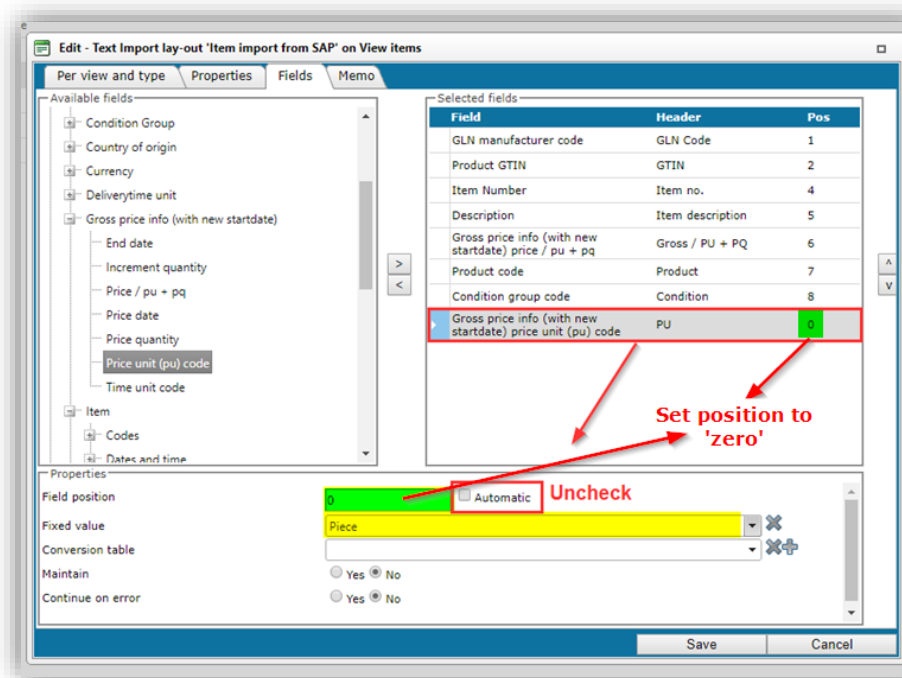 e
Edit - Text Import lay-out 'Item import from SAP' on View items
Per view and type Properties Fields Memo
Available fields
Condition Group
Country of origin
Currency
Deliverytime unit
Gross price info (with new startdate)
End date
Increment quantity
Price / pu + pq
Price date
Price quantity
Price unit (pu) code
Time unit code
Item
Codes
Dates and time
>
<
Selected fields
Field Header Pos
GLN manufacturer code GLN Code 1
Product GTIN GTIN 2
Item Number Item no. 4
Description Item description 5
Gross price info (with new
startdate) price / pu + pq Gross / PU + PQ 6
Product code Product 7
Condition group code Condition 8
Gross price info (with new
startdate) price unit (pu) code PU 0
^
v
Set position to
'zero'
Properties
Field position 0 Automatic Uncheck
Fixed value Piece
Conversion table
Maintain Yes No
Continue on error Yes No
Save Cancel